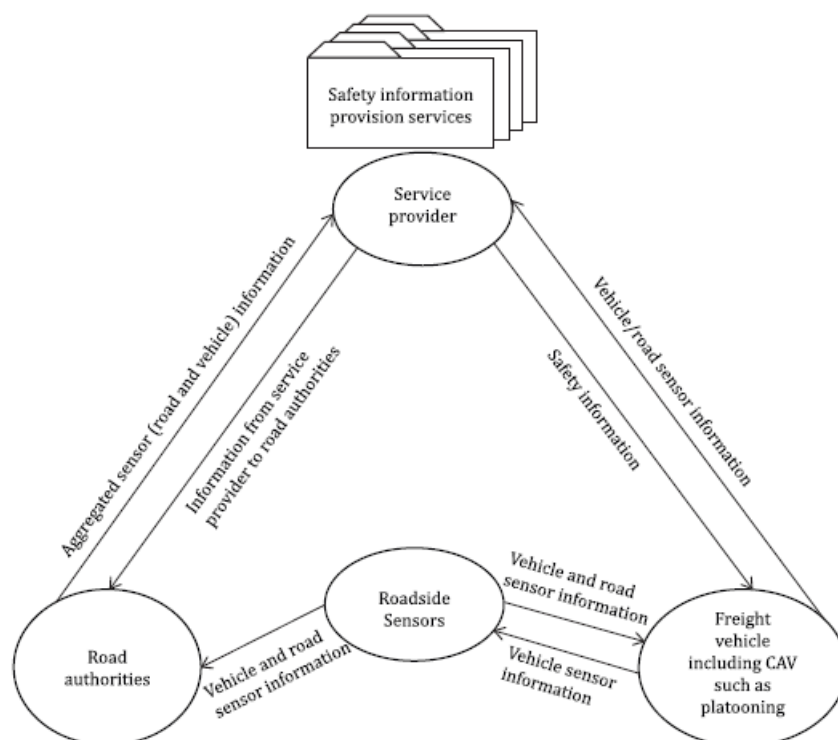 Safety information
provision services
Service
provider
Aggregated sensor (road and vehicle) information
Information from service
provider to road authorities
Vehicle/road sensor information
Safety information
Roadside
Sensors
Vehicle and road
sensor information
Vehicle sensor
information
Vehicle and road
sensor information
Road
authorities
Freight
vehicle
including CAV
such as
platooning